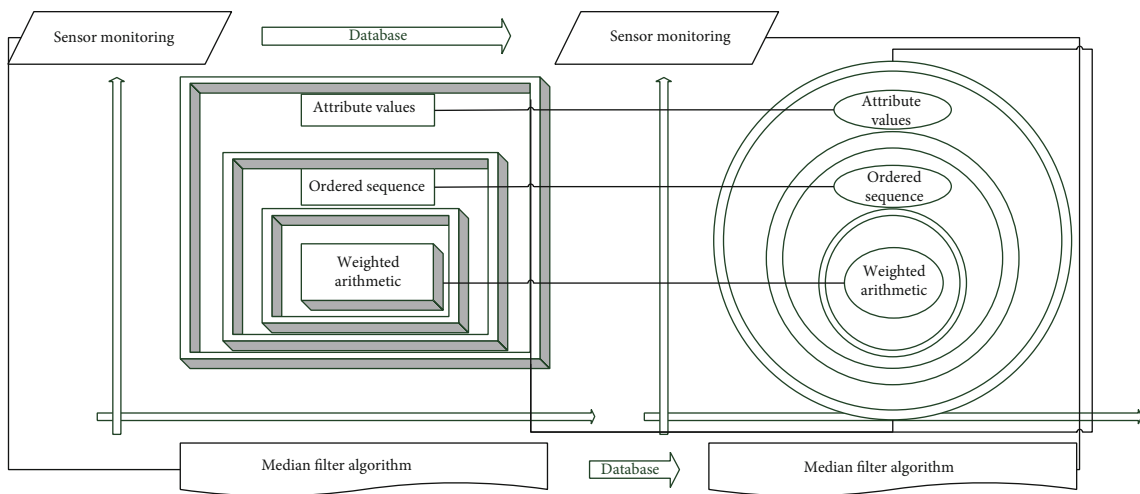 Sensor monitoring
Database
Sensor monitoring
Attribute values
Attribute
values
Ordered sequence
Ordered
sequence
Weighted
arithmetic
Weighted
arithmetic
Median filter algorithm
Database
Median filter algorithm